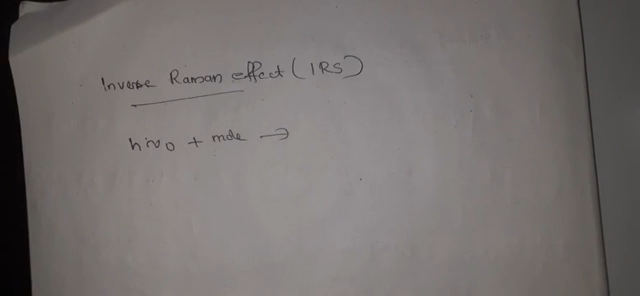 Inverse Raman effect (IRS)
hν₀ + mole →